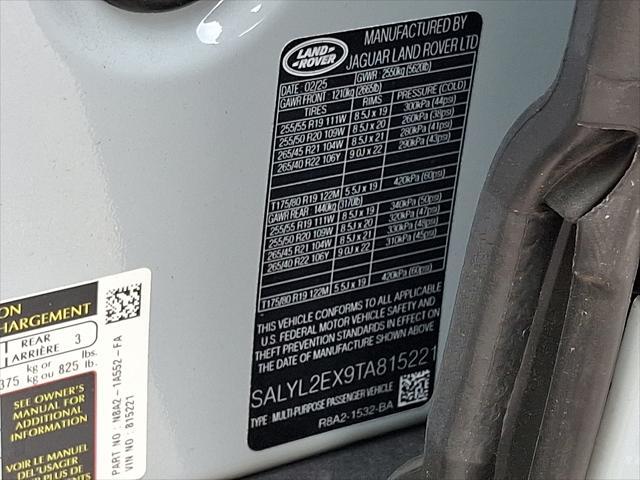 LAND
ROVER
MANUFACTURED BY
JAGUAR LAND ROVER LTD
DATE : 02/25 GVWR : 2550kg (5620lb)
GAWR FRONT : 1210kg (2665lb)
TIRES RIMS PRESSURE (COLD)
255/55 R19 111W 8.5J x 19 300kPa (44psi)
255/50 R20 109W 8.5J x 20 260kPa (38psi)
265/45 R21 104W 8.5J x 21 280kPa (41psi)
265/40 R22 106Y 9.0J x 22 290kPa (43psi)
T175/80 R19 122M 5.5J x 19 420kPa (60psi)
GAWR REAR : 1440kg (3170lb)
255/55 R19 111W 8.5J x 19 340kPa (50psi)
255/50 R20 109W 8.5J x 20 320kPa (47psi)
265/45 R21 104W 8.5J x 21 330kPa (48psi)
265/40 R22 106Y 9.0J x 22 310kPa (45psi)
T175/80 R19 122M 5.5J x 19 420kPa (60psi)
THIS VEHICLE CONFORMS TO ALL APPLICABLE
U.S. FEDERAL MOTOR VEHICLE SAFETY AND
THEFT PREVENTION STANDARDS IN EFFECT ON
THE DATE OF MANUFACTURE SHOWN ABOVE
SALYL2EX9TA815221
TYPE : MULTI-PURPOSE PASSENGER VEHICLE
R8A2-1532-BA
ON
HARGEMENT
REAR 3
ARRIÈRE
kg or lbs.
375 kg ou 825 lb.
SEE OWNER'S
MANUAL FOR
ADDITIONAL
INFORMATION
VOIR LE MANUEL
DE L'USAGER
PART NO : N8A2-1A552-FA
VIN NO : 815221